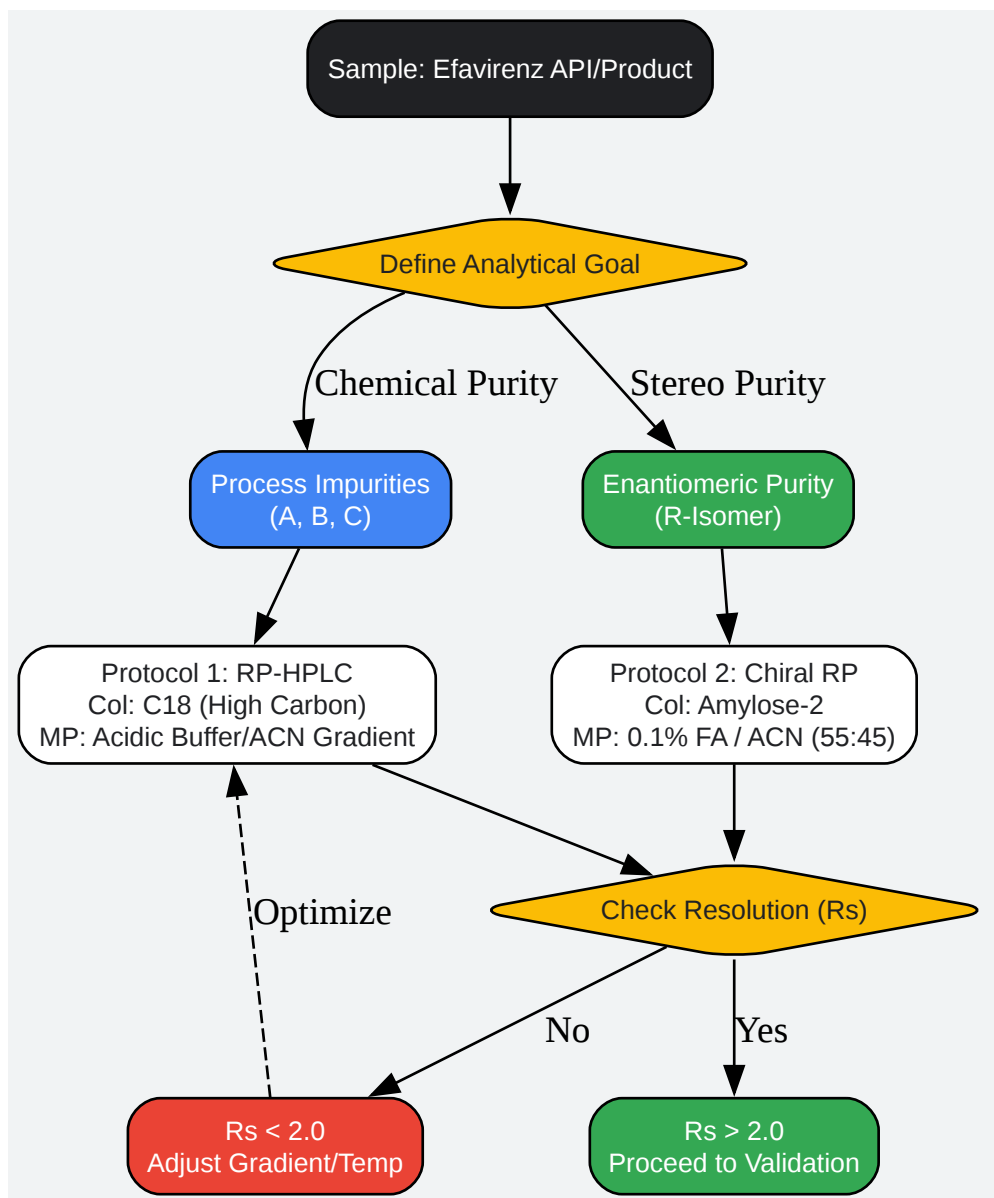 Sample: Efavirenz API/Product
Define Analytical Goal
Chemical Purity
Stereo Purity
Process Impurities
(A, B, C)
Enantiomeric Purity
(R-Isomer)
Protocol 1: RP-HPLC
Col: C18 (High Carbon)
MP: Acidic Buffer/ACN Gradient
Protocol 2: Chiral RP
Col: Amylose-2
MP: 0.1% FA / ACN (55:45)
Optimize
Check Resolution (Rs)
No
Yes
Rs < 2.0
Adjust Gradient/Temp
Rs > 2.0
Proceed to Validation